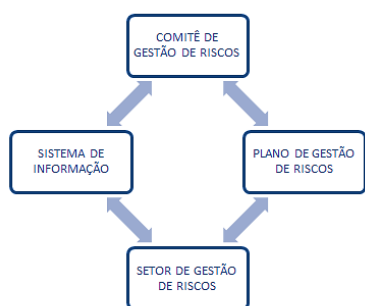 COMITÊ DE
GESTÃO DE RISCOS
SISTEMA DE
INFORMAÇÃO
PLANO DE GESTÃO
DE RISCOS
SETOR DE GESTÃO
DE RISCOS